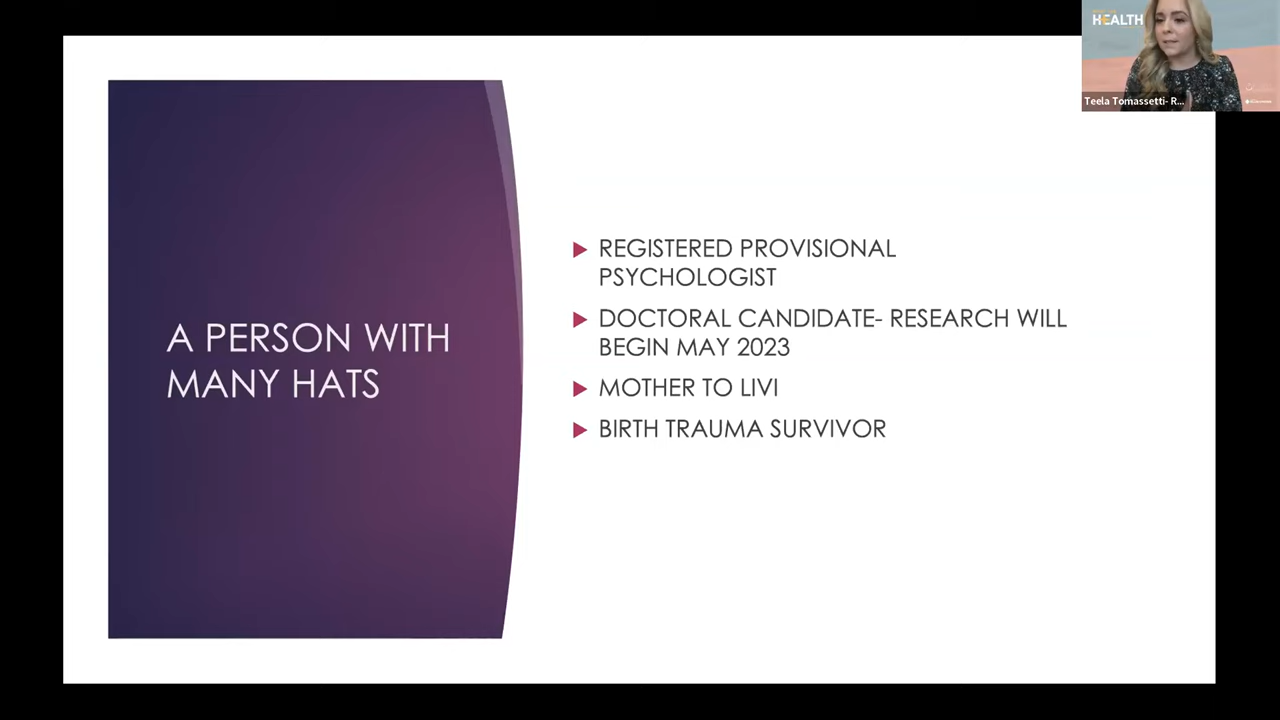 HEALTH
Teela Tomassetti- R...
A PERSON WITH
MANY HATS
REGISTERED PROVISIONAL
PSYCHOLOGIST
DOCTORAL CANDIDATE- RESEARCH WILL
BEGIN MAY 2023
MOTHER TO LIVI
BIRTH TRAUMA SURVIVOR